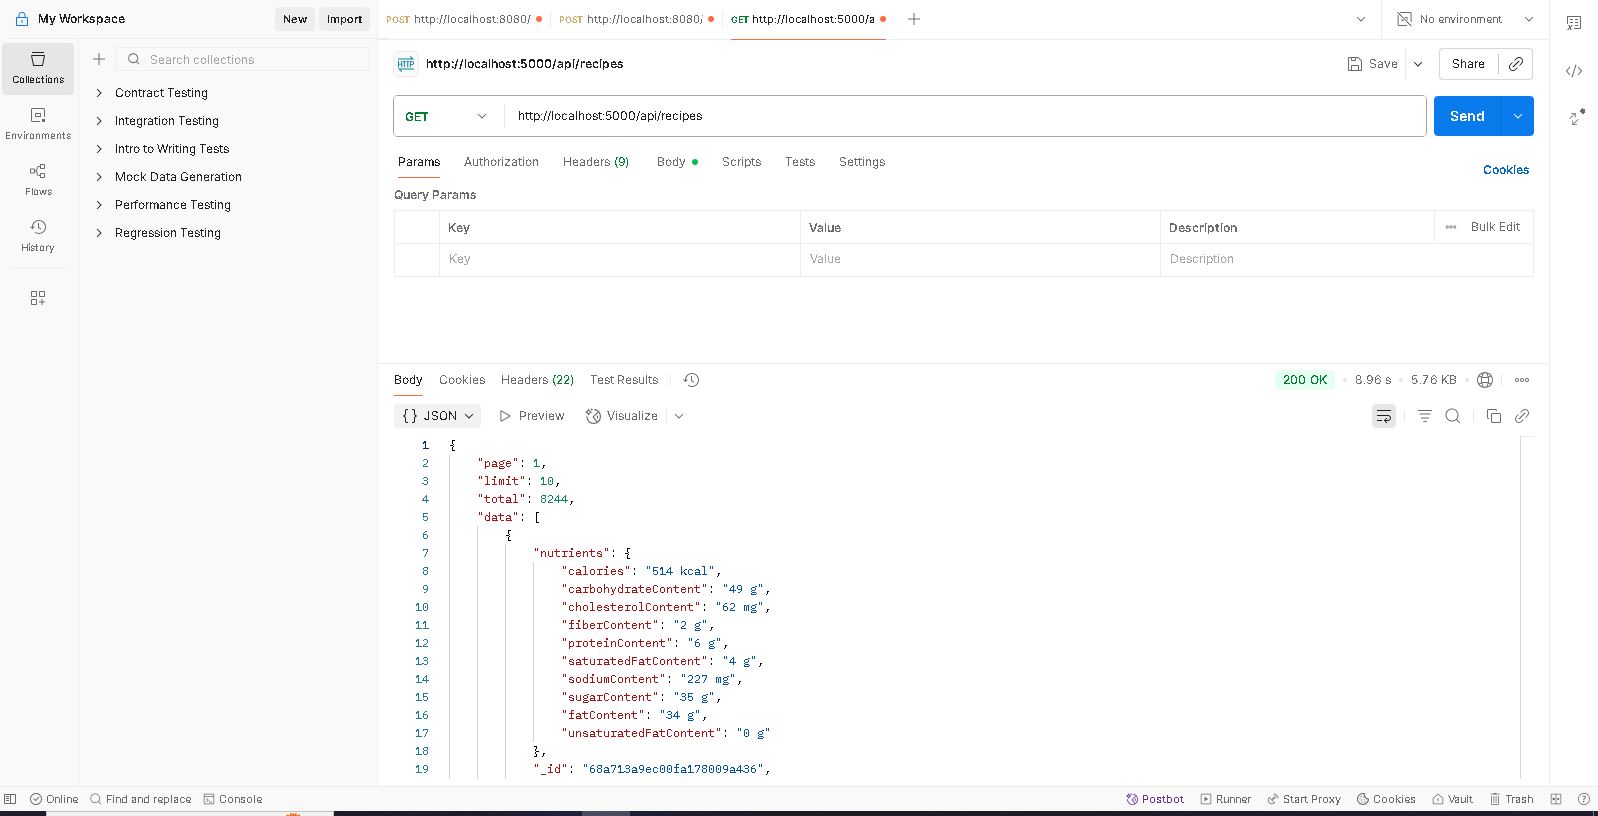 My Workspace
New
Import
POST http://localhost:8080/
POST http://localhost:8080/
GET http://localhost:5000/a
No environment
Collections
Environments
Flows
History
Search collections
Contract Testing
Integration Testing
Intro to Writing Tests
Mock Data Generation
Performance Testing
Regression Testing
HTTP http://localhost:5000/api/recipes
Save
Share
GET http://localhost:5000/api/recipes
Send
Params Authorization Headers (9) Body Scripts Tests Settings
Cookies
Query Params
Key Value Description Bulk Edit
Key Value Description
Body Cookies Headers (22) Test Results
200 OK 8.96 s 5.76 KB
{} JSON Preview Visualize
1 {
2 "page": 1,
3 "limit": 10,
4 "total": 8244,
5 "data": [
6 {
7 "nutrients": {
8 "calories": "514 kcal",
9 "carbohydrateContent": "49 g",
10 "cholesterolContent": "62 mg",
11 "fiberContent": "2 g",
12 "proteinContent": "6 g",
13 "saturatedFatContent": "4 g",
14 "sodiumContent": "227 mg",
15 "sugarContent": "35 g",
16 "fatContent": "34 g",
17 "unsaturatedFatContent": "0 g"
18 },
19 "_id": "68a713a9ec00fa178009a436",
Online Find and replace Console
Postbot Runner Start Proxy Cookies Vault Trash